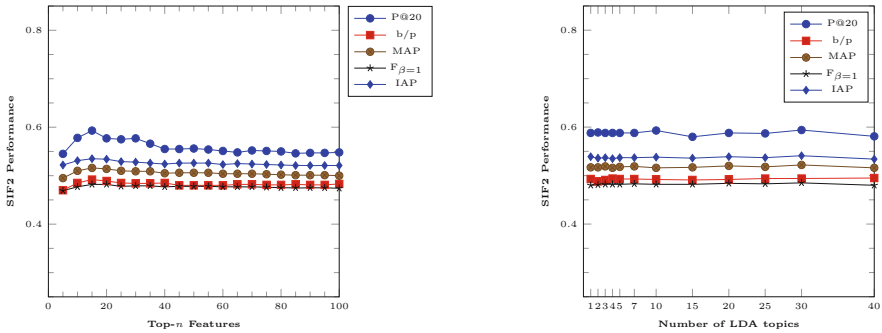 0.8
0.6
0.4
SIF2 Performance
0
20
40
60
80
100
Top-n Features
P@20
b/p
MAP
Fβ=1
IAP
0.8
0.6
0.4
SIF2 Performance
1
2
3
4
5
7
10
15
20
25
30
40
Number of LDA topics
P@20
b/p
MAP
Fβ=1
IAP